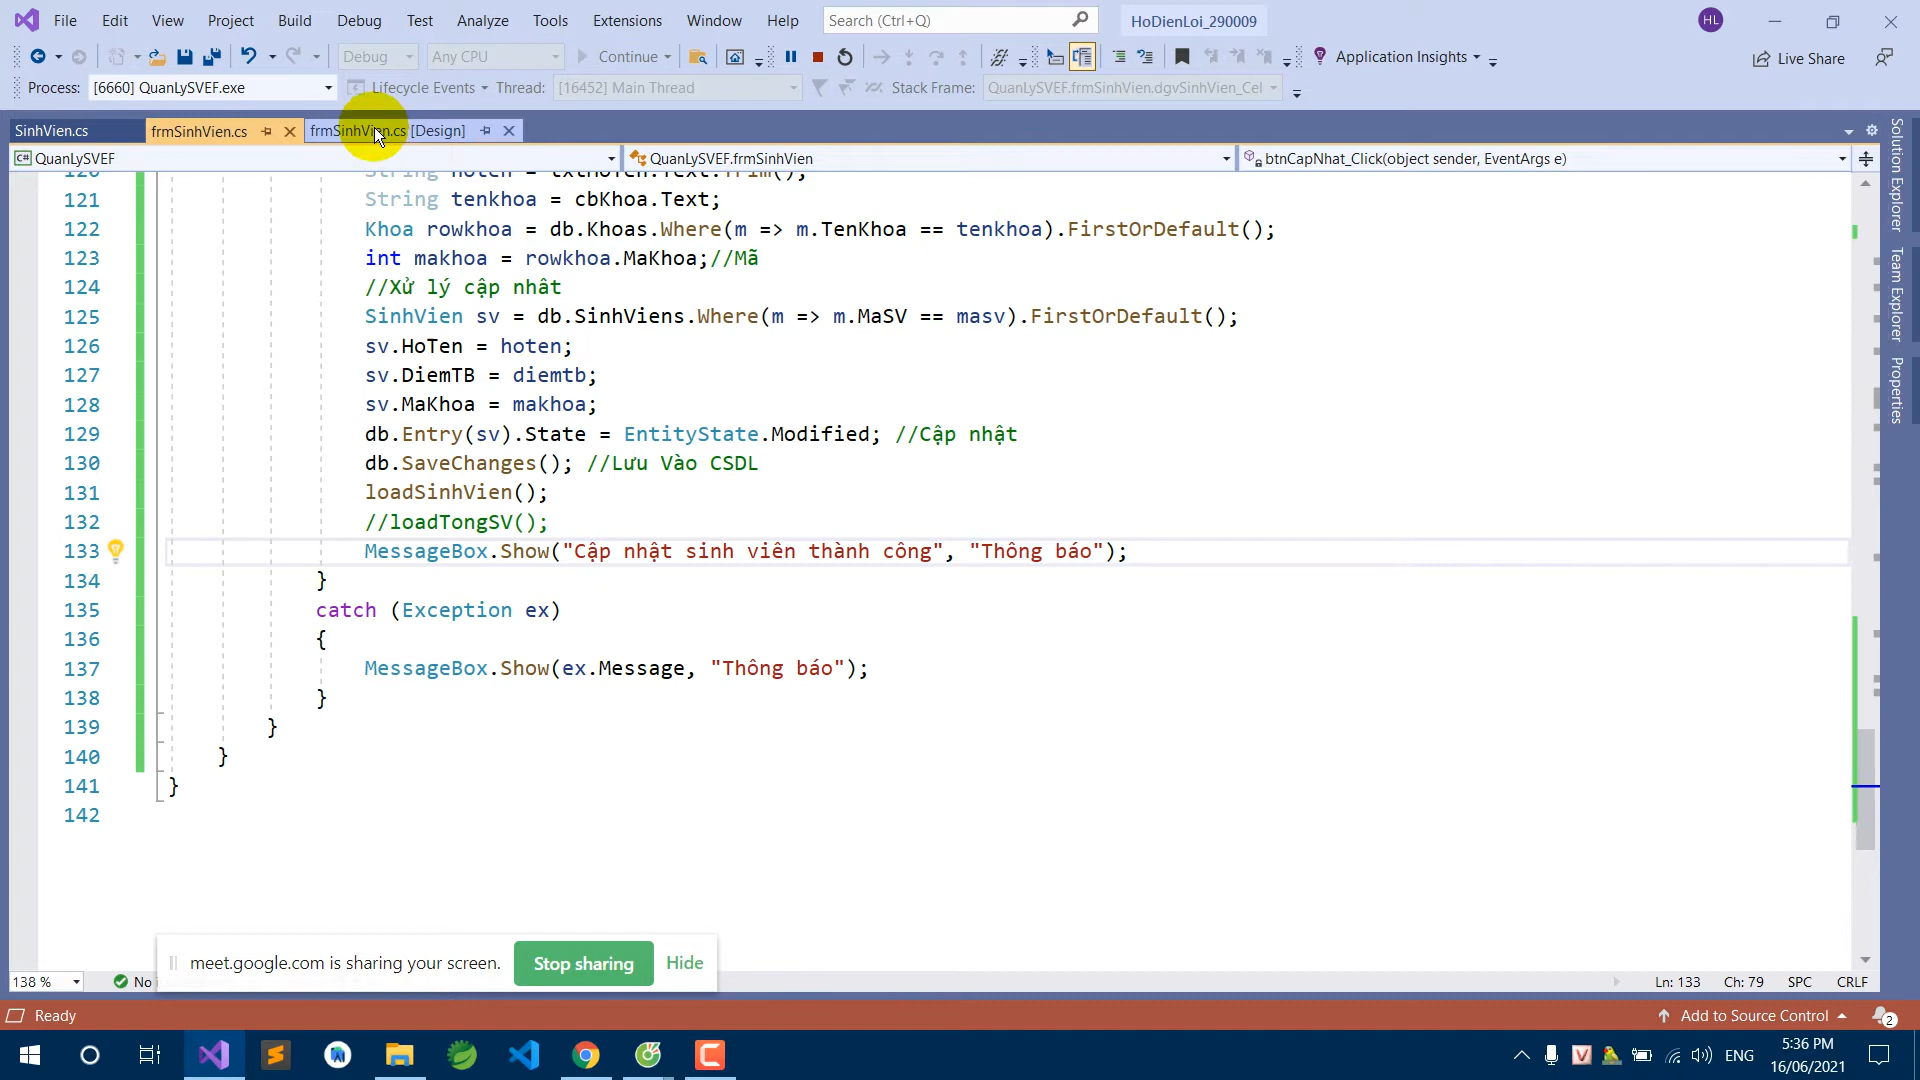 File Edit View Project Build Debug Test Analyze Tools Extensions Window Help Search (Ctrl+Q) HoDienLoi_290009 HL
Debug Any CPU Continue Application Insights Live Share
Process: [6660] QuanLySVEF.exe Lifecycle Events Thread: [16452] Main Thread Stack Frame: QuanLySVEF.frmSinhVien.dgvSinhVien_Cel
SinhVien.cs frmSinhVien.cs frmSinhVien.cs [Design]
C# QuanLySVEF QuanLySVEF.frmSinhVien btnCapNhat_Click(object sender, EventArgs e)
120 String hoten = txtHoTen.Text.Trim();
121 String tenkhoa = cbKhoa.Text;
122 Khoa rowkhoa = db.Khoas.Where(m => m.TenKhoa == tenkhoa).FirstOrDefault();
123 int makhoa = rowkhoa.MaKhoa;//Mã
124 //Xử lý cập nhât
125 SinhVien sv = db.SinhViens.Where(m => m.MaSV == masv).FirstOrDefault();
126 sv.HoTen = hoten;
127 sv.DiemTB = diemtb;
128 sv.MaKhoa = makhoa;
129 db.Entry(sv).State = EntityState.Modified; //Cập nhật
130 db.SaveChanges(); //Lưu Vào CSDL
131 loadSinhVien();
132 //loadTongSV();
133 MessageBox.Show("Cập nhật sinh viên thành công", "Thông báo");
134 }
135 catch (Exception ex)
136 {
137 MessageBox.Show(ex.Message, "Thông báo");
138 }
139 }
140 }
141 }
142
Solution Explorer
Team Explorer
Properties
meet.google.com is sharing your screen. Stop sharing Hide
138 % No Ln: 133 Ch: 79 SPC CRLF
Ready Add to Source Control 2
ENG 5:36 PM
16/06/2021